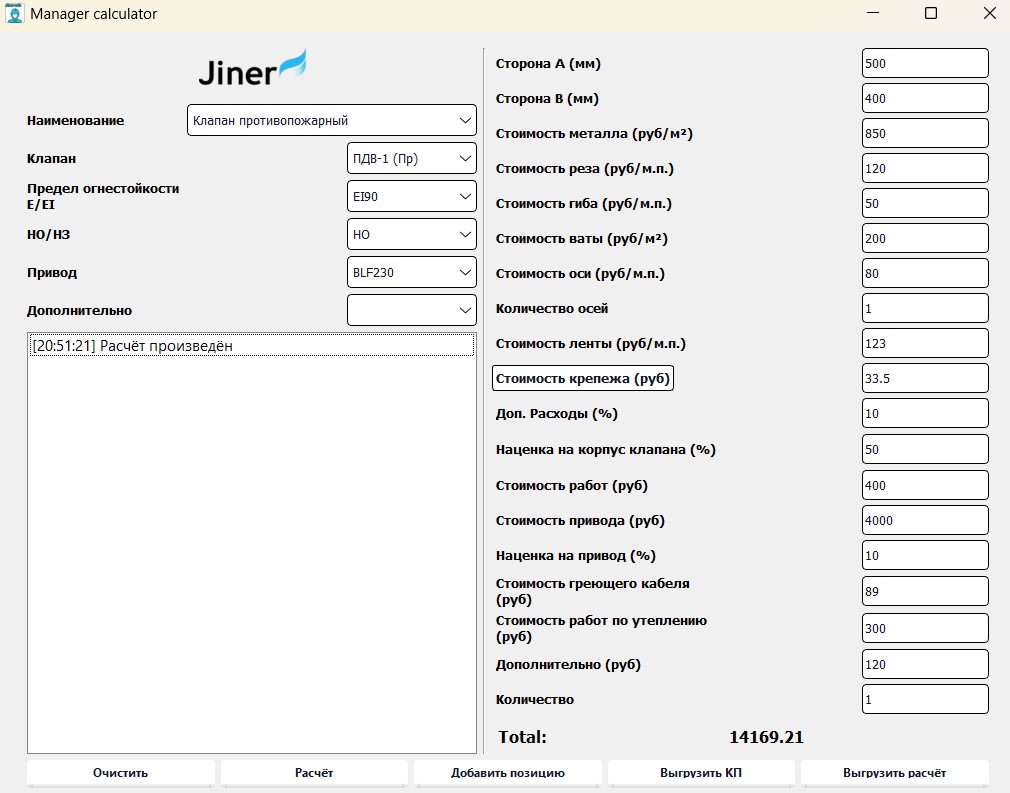 Manager calculator
Jiner
Наименование
Клапан противопожарный
Клапан
ПДВ-1 (Пр)
Предел огнестойкости
E/EI
EI90
НО/НЗ
НО
Привод
BLF230
Дополнительно
[20:51:21] Расчёт произведён
Сторона А (мм)
500
Сторона В (мм)
400
Стоимость металла (руб/м²)
850
Стоимость реза (руб/м.п.)
120
Стоимость гиба (руб/м.п.)
50
Стоимость ваты (руб/м²)
200
Стоимость оси (руб/м.п.)
80
Количество осей
1
Стоимость ленты (руб/м.п.)
123
Стоимость крепежа (руб)
33.5
Доп. Расходы (%)
10
Наценка на корпус клапана (%)
50
Стоимость работ (руб)
400
Стоимость привода (руб)
4000
Наценка на привод (%)
10
Стоимость греющего кабеля
(руб)
89
Стоимость работ по утеплению
(руб)
300
Дополнительно (руб)
120
Количество
1
Total: 14169.21
Очистить
Расчёт
Добавить позицию
Выгрузить КП
Выгрузить расчёт